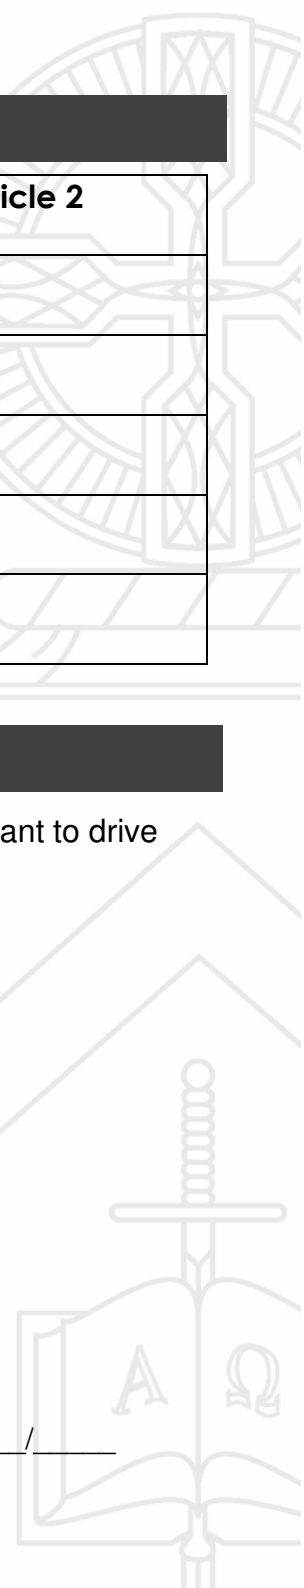 icle 2
ant to drive
__/_____
Α Ω